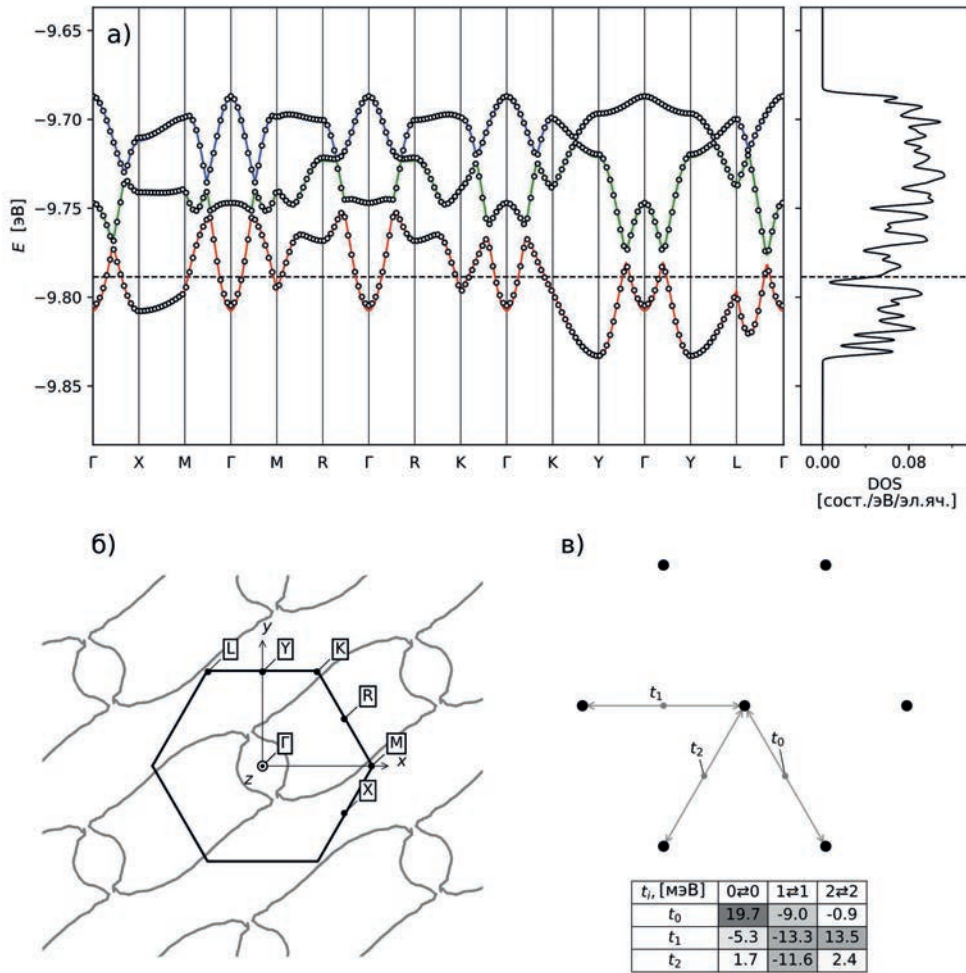 а)
−9.65
−9.70
−9.75
−9.80
−9.85
E [эВ]
Γ X M Γ M R Γ R K Γ K Y Γ Y L Γ
0.00 0.08
DOS
[сост./эВ/эл.яч.]
б)
L Y K
y
R
Γ M
z x
X
в)
t₁
t₂ t₀
tᵢ, [мэВ] 0⇄0 1⇄1 2⇄2
t₀ 19.7 -9.0 -0.9
t₁ -5.3 -13.3 13.5
t₂ 1.7 -11.6 2.4